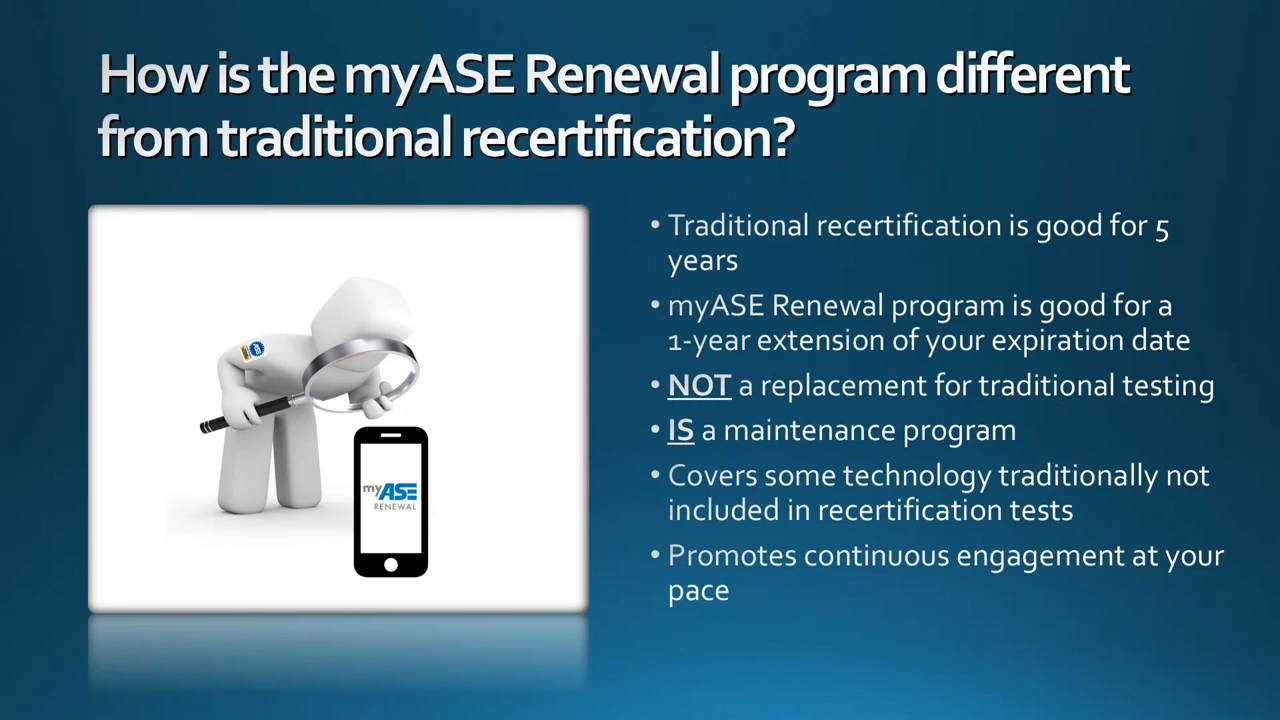 How is the myASE Renewal program different
from traditional recertification?
• Traditional recertification is good for 5
years
• myASE Renewal program is good for a
1-year extension of your expiration date
• NOT a replacement for traditional testing
• IS a maintenance program
• Covers some technology traditionally not
included in recertification tests
• Promotes continuous engagement at your
pace
ASE
myASE
RENEWAL